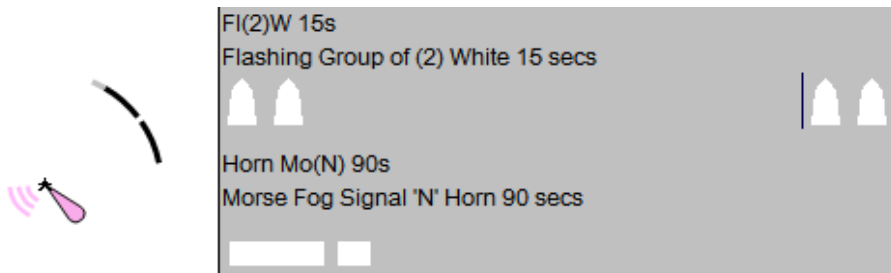 Fl(2)W 15s
Flashing Group of (2) White 15 secs
Horn Mo(N) 90s
Morse Fog Signal 'N' Horn 90 secs